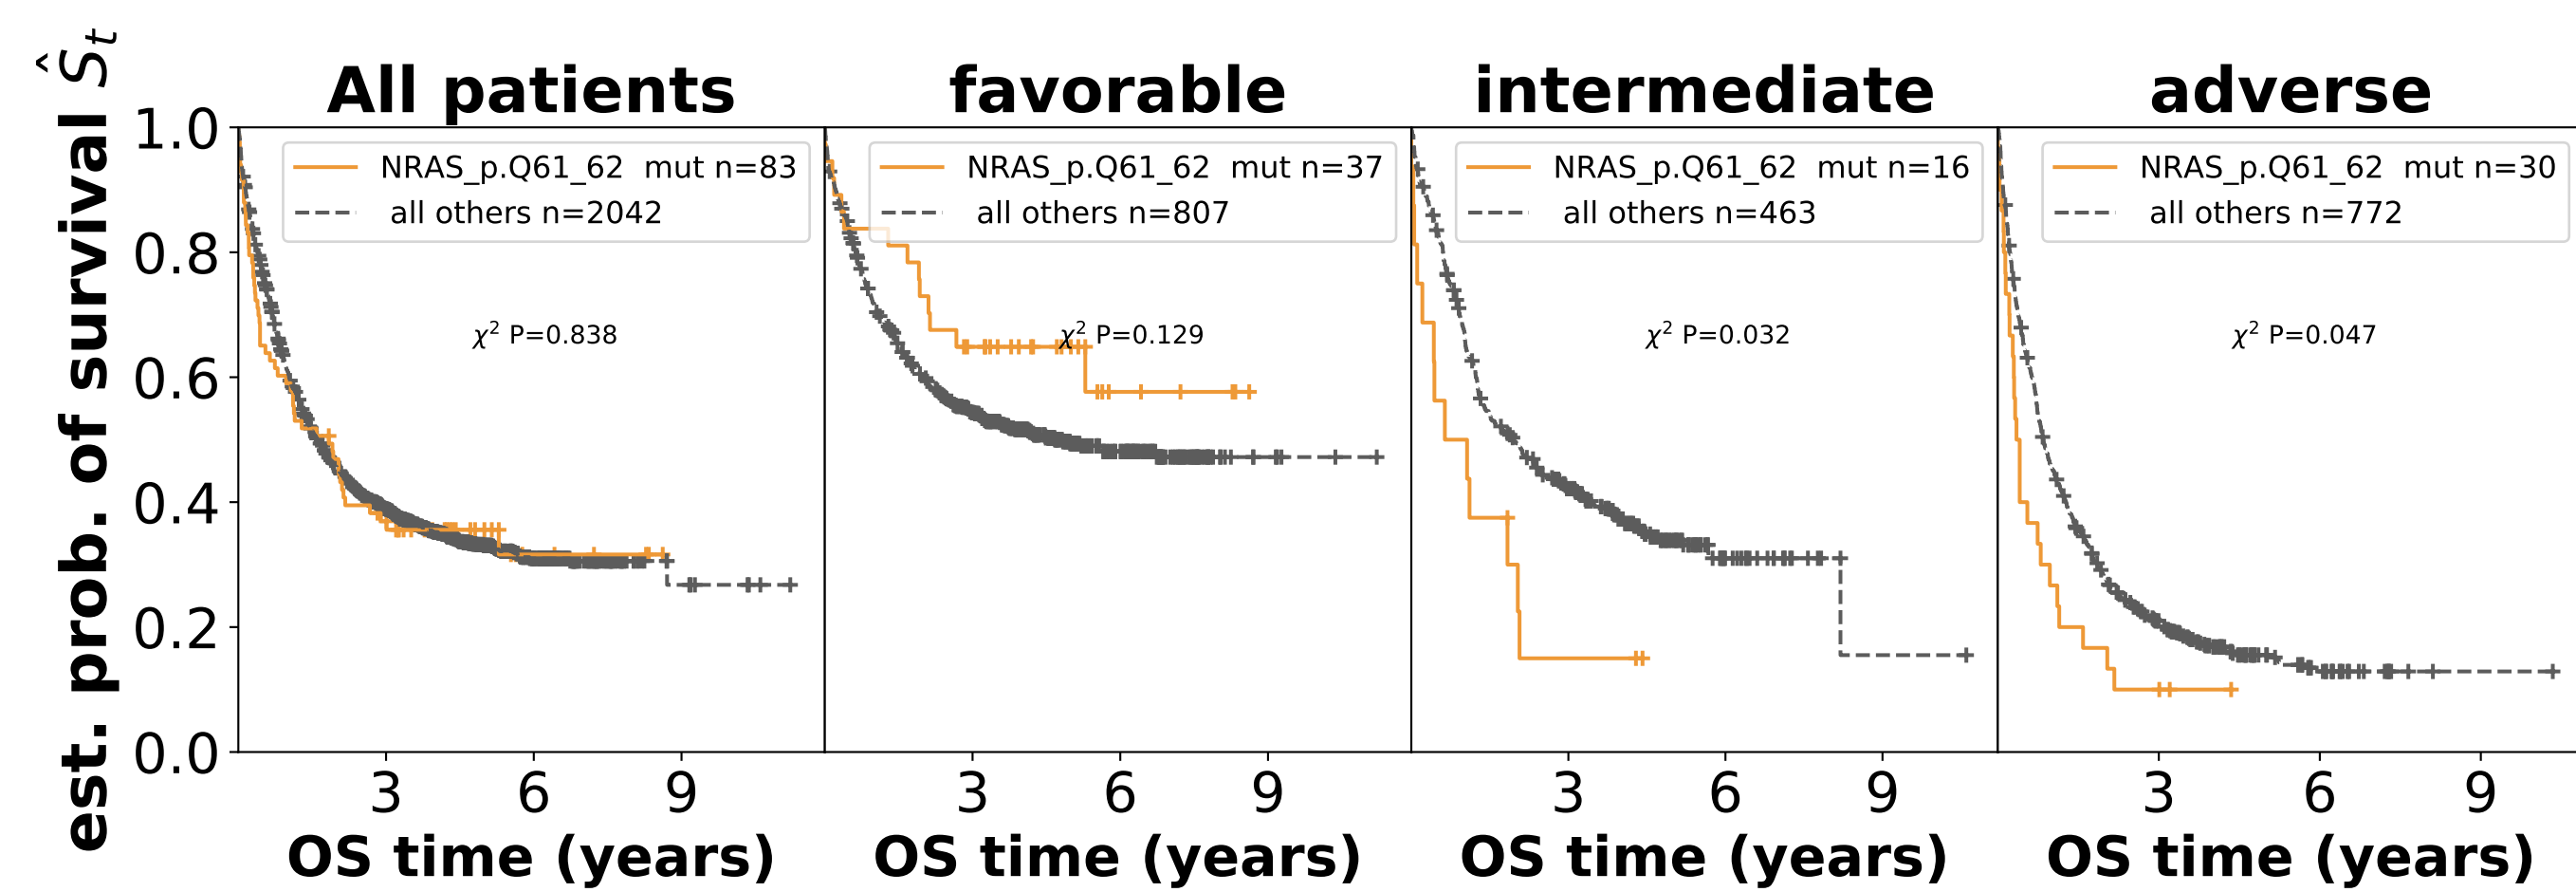 est. prob. of survival Ŝt
All patients
favorable
intermediate
adverse
1.0
0.8
0.6
0.4
0.2
0.0
NRAS_p.Q61_62 mut n=83
all others n=2042
χ² P=0.838
3 6 9
OS time (years)
NRAS_p.Q61_62 mut n=37
all others n=807
χ² P=0.129
3 6 9
OS time (years)
NRAS_p.Q61_62 mut n=16
all others n=463
χ² P=0.032
3 6 9
OS time (years)
NRAS_p.Q61_62 mut n=30
all others n=772
χ² P=0.047
3 6 9
OS time (years)